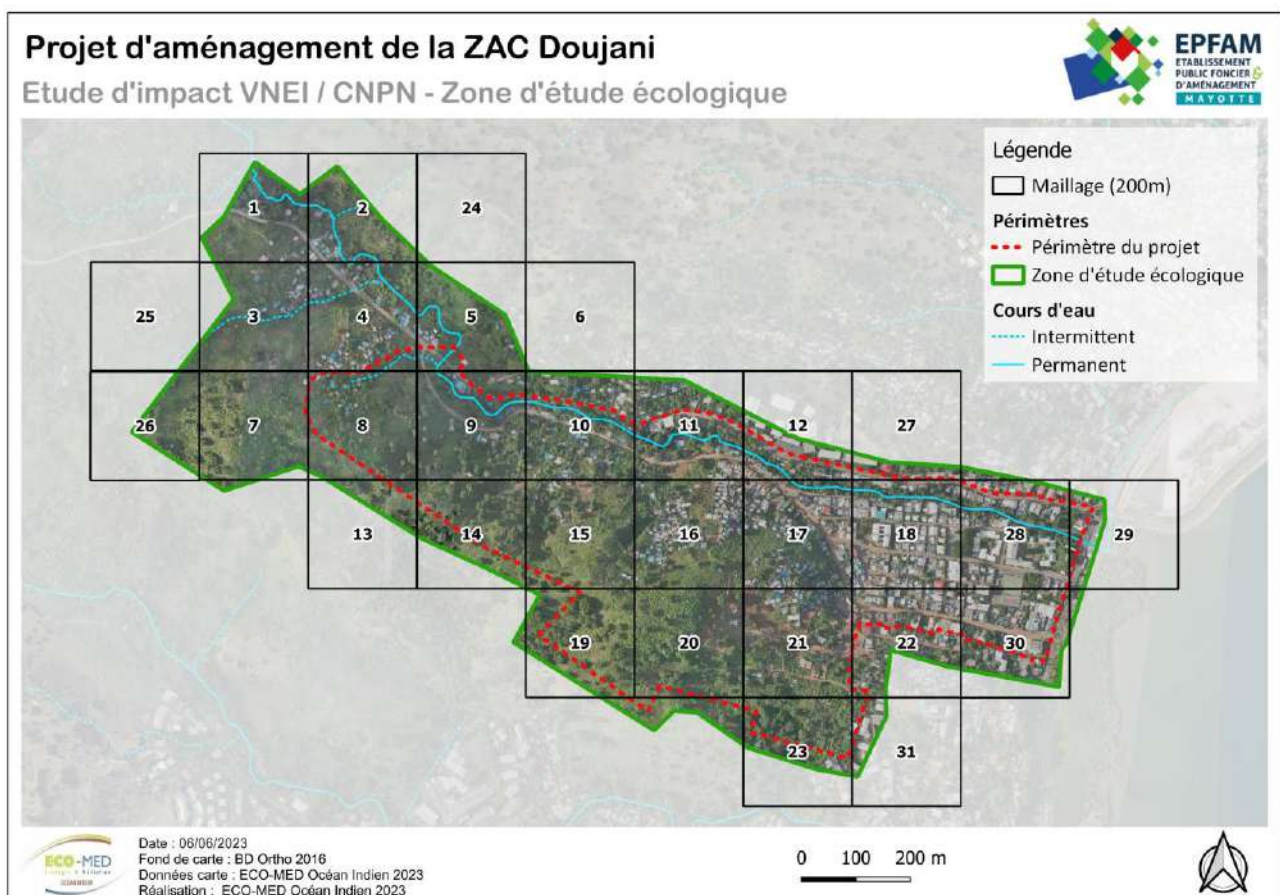 Projet d'aménagement de la ZAC Doujani
Etude d'impact VNEI / CNPN - Zone d'étude écologique
EPFAM
ETABLISSEMENT
PUBLIC FONCIER &
D'AMÉNAGEMENT
MAYOTTE
Légende
Maillage (200m)
Périmètres
Périmètre du projet
Zone d'étude écologique
Cours d'eau
Intermittent
Permanent
1 2 24
25 3 4 5 6
26 7 8 9 10 11 12 27
13 14 15 16 17 18 28 29
19 20 21 22 30
23 31
ECO-MED
Date : 06/06/2023
Fond de carte : BD Ortho 2016
Données carte : ECO-MED Océan Indien 2023
Réalisation : ECO-MED Océan Indien 2023
0 100 200 m